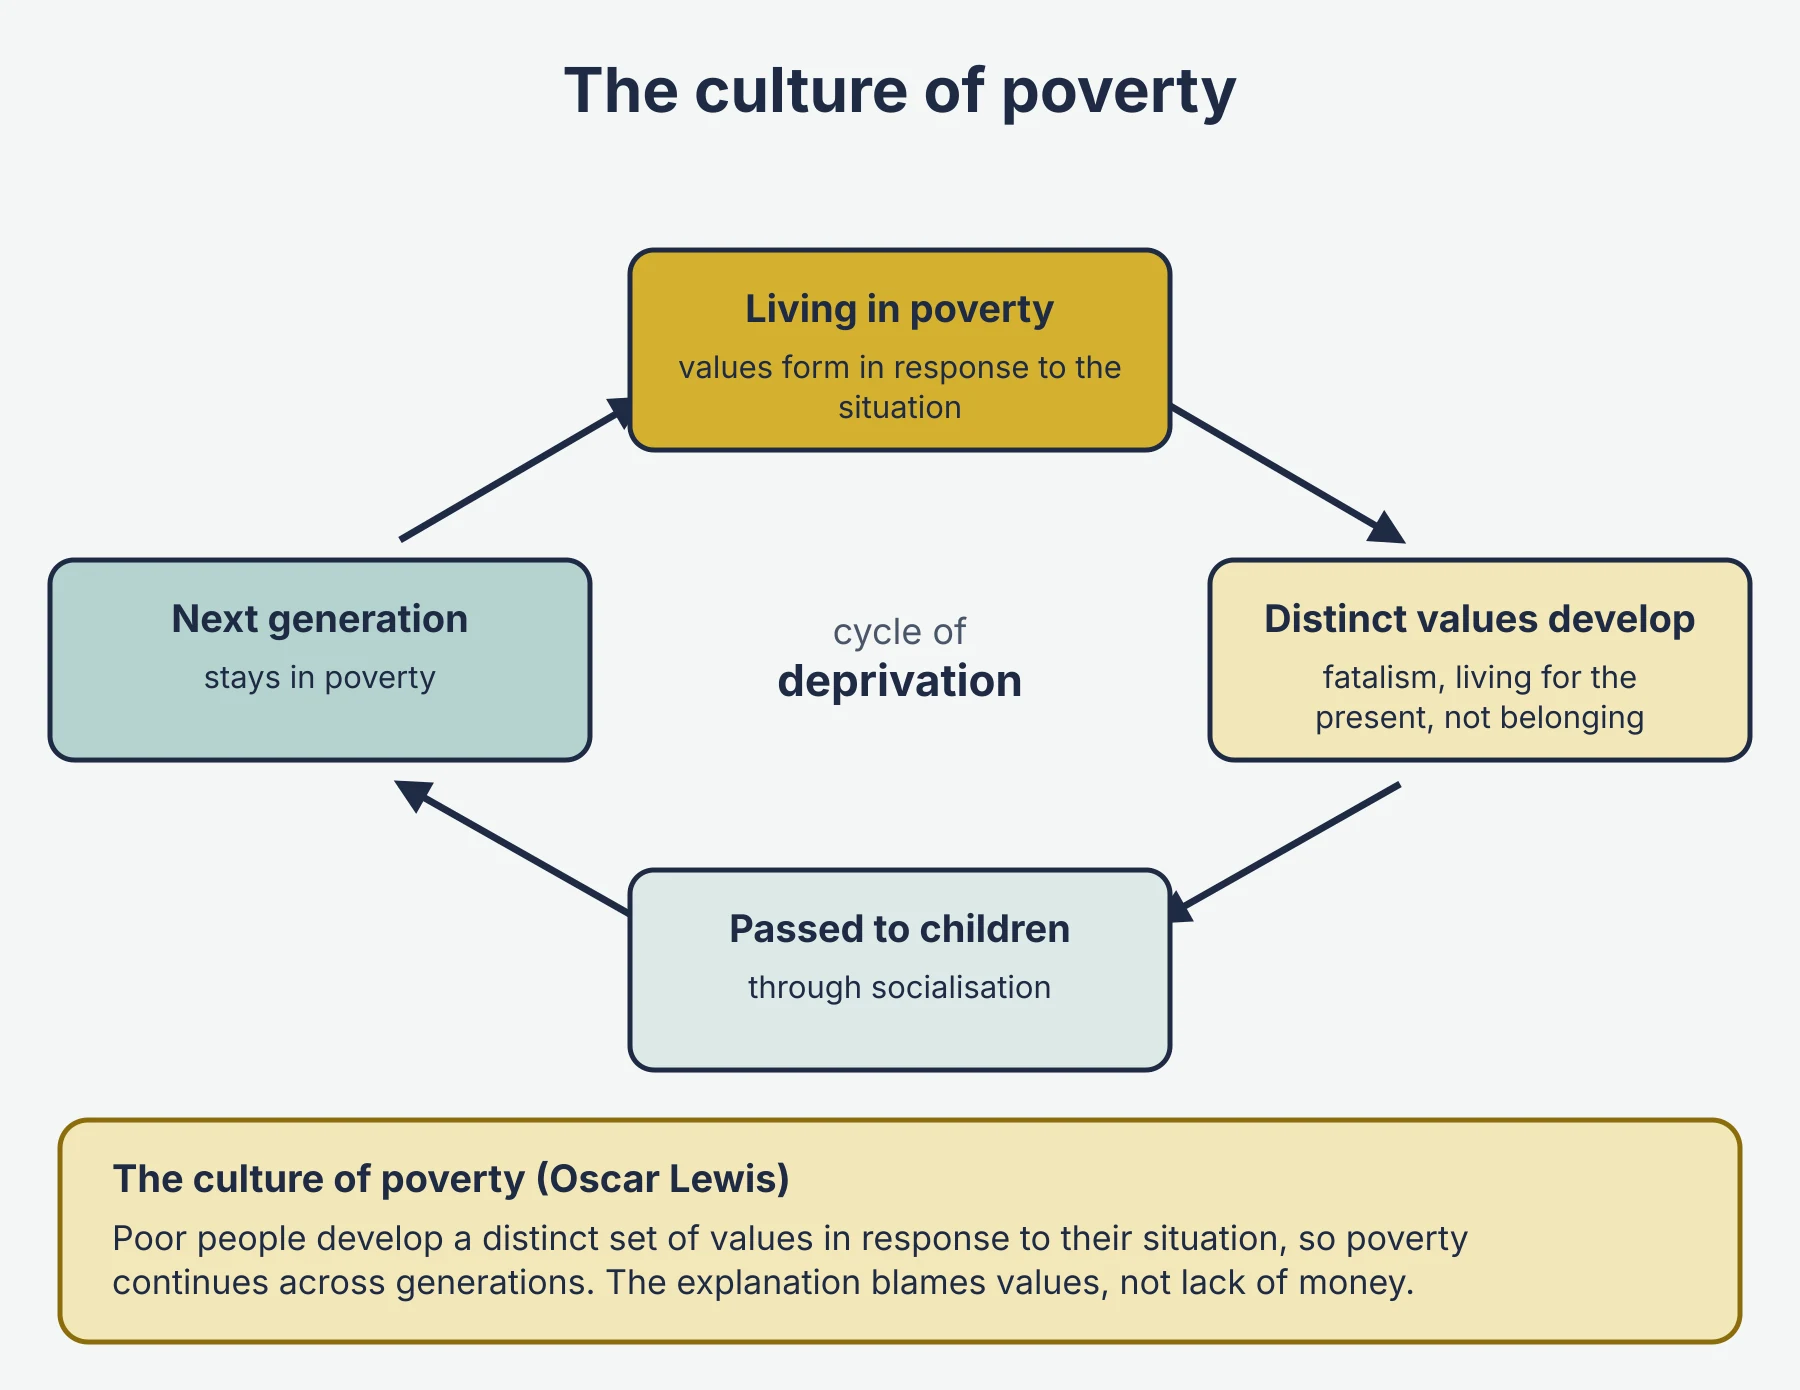 The culture of poverty
Living in poverty
values form in response to the
situation
Next generation
stays in poverty
cycle of
deprivation
Distinct values develop
fatalism, living for the
present, not belonging
Passed to children
through socialisation
The culture of poverty (Oscar Lewis)
Poor people develop a distinct set of values in response to their situation, so poverty
continues across generations. The explanation blames values, not lack of money.